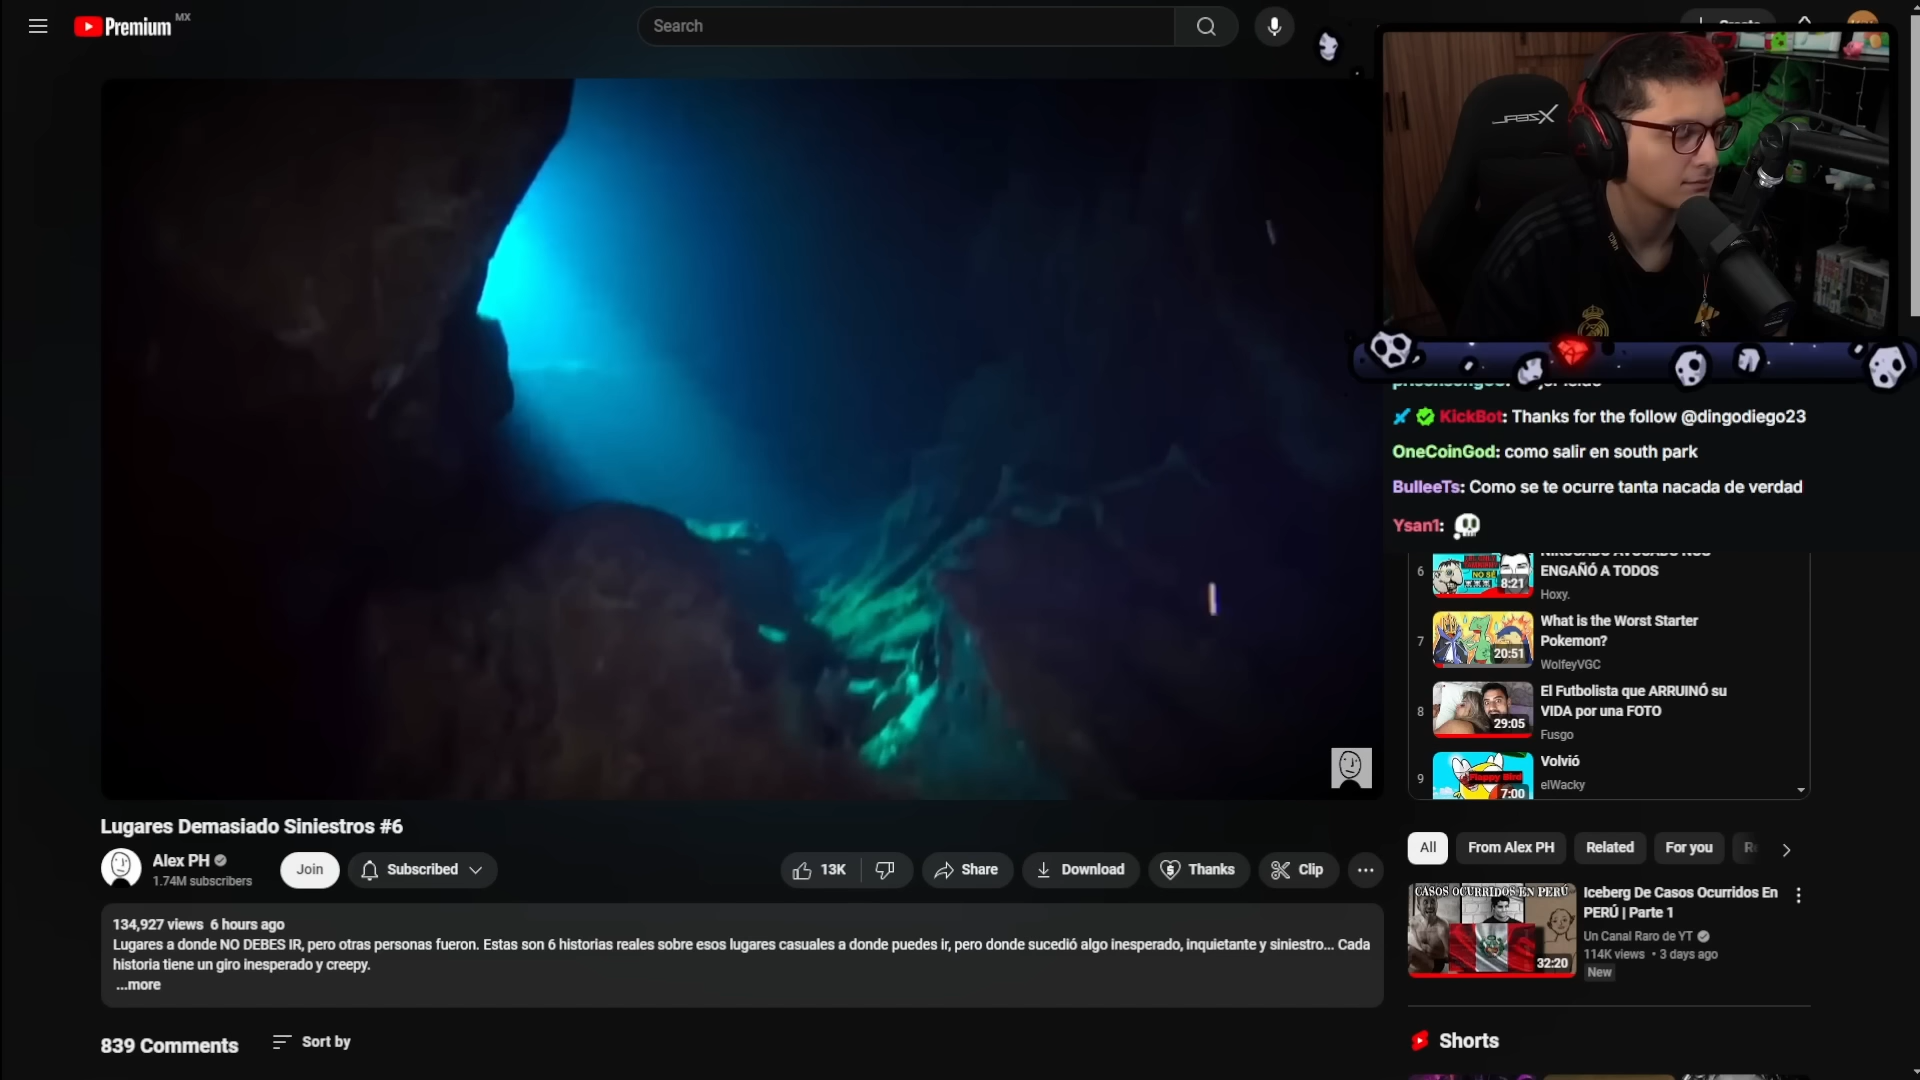 Premium MX
Search
Create
KickBot: Thanks for the follow @dingodiego23
OneCoinGod: como salir en south park
BulleeTs: Como se te ocurre tanta nacada de verdad
Ysan1:
6
8:21
ENGAÑÓ A TODOS
Hoxy.
7
20:51
What is the Worst Starter
Pokemon?
WolfeyVGC
8
29:05
El Futbolista que ARRUINÓ su
VIDA por una FOTO
Fusgo
9
Flappy Bird
7:00
Volvió
elWacky
Lugares Demasiado Siniestros #6
Alex PH
1.74M subscribers
Join
Subscribed
13K
Share
Download
Thanks
Clip
134,927 views 6 hours ago
Lugares a donde NO DEBES IR, pero otras personas fueron. Estas son 6 historias reales sobre esos lugares casuales a donde puedes ir, pero donde sucedió algo inesperado, inquietante y siniestro... Cada
historia tiene un giro inesperado y creepy.
...more
839 Comments
Sort by
All
From Alex PH
Related
For you
CASOS OCURRIDOS EN PERÚ
32:20
Iceberg De Casos Ocurridos En
PERÚ | Parte 1
Un Canal Raro de YT
114K views • 3 days ago
New
Shorts